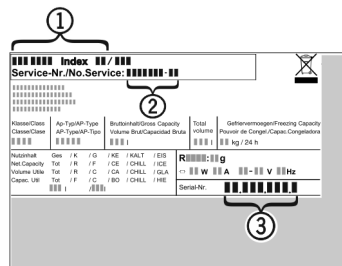 1
Index /
Service-Nr./No.Service: -
2
Klasse/Class Ap-Typ/AP-Type Bruttoinhalt/Gross Capacity Total Gefriervermoegen/Freezing Capacity
Classe/Clase AP-Typ/AP-Tipo Volume Brut/Capacidad Bruta volume Pouvoir de Congel./Capac.Congeladora
l l kg / 24 h
Nutzinhalt Ges / K / G / KE / KALT / EIS
Net Capacity Tot / R / F / CE / CHILL / ICE
Volume Utile Tot / R / C / CA / CHILL / GLA
Capac. Util Tot / F / C / BO / CHILL / HIE
l / l
R : g
W A - V Hz
Serial-Nr. . . .
3